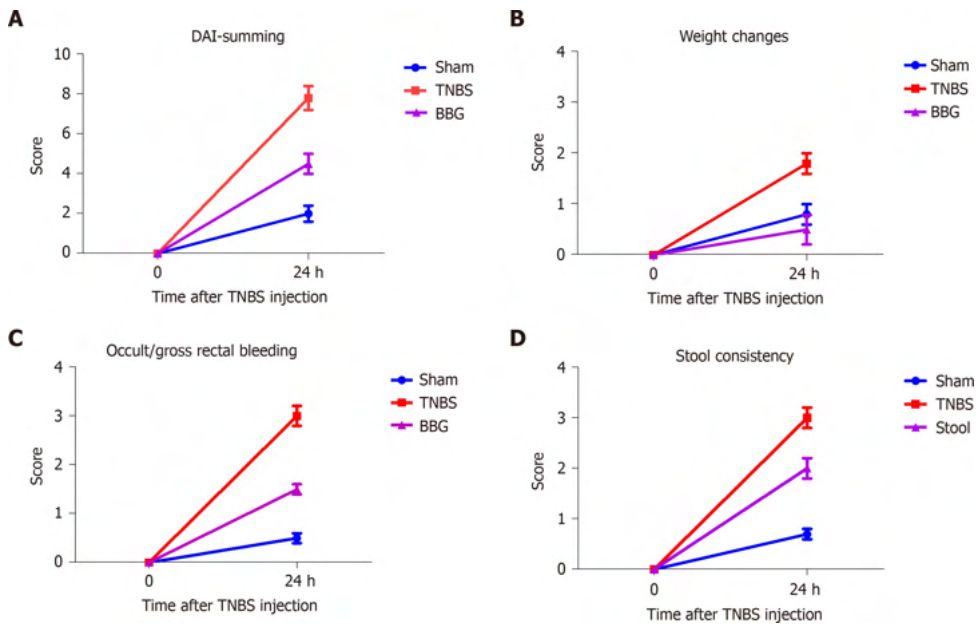 A
DAI-summing
10
8
6
4
2
0
Score
0
24 h
Time after TNBS injection
Sham
TNBS
BBG
B
Weight changes
4
3
2
1
0
Score
0
24 h
Time after TNBS injection
Sham
TNBS
BBG
C
Occult/gross rectal bleeding
4
3
2
1
0
Score
0
24 h
Time after TNBS injection
Sham
TNBS
BBG
D
Stool consistency
4
3
2
1
0
Score
0
24 h
Time after TNBS injection
Sham
TNBS
Stool